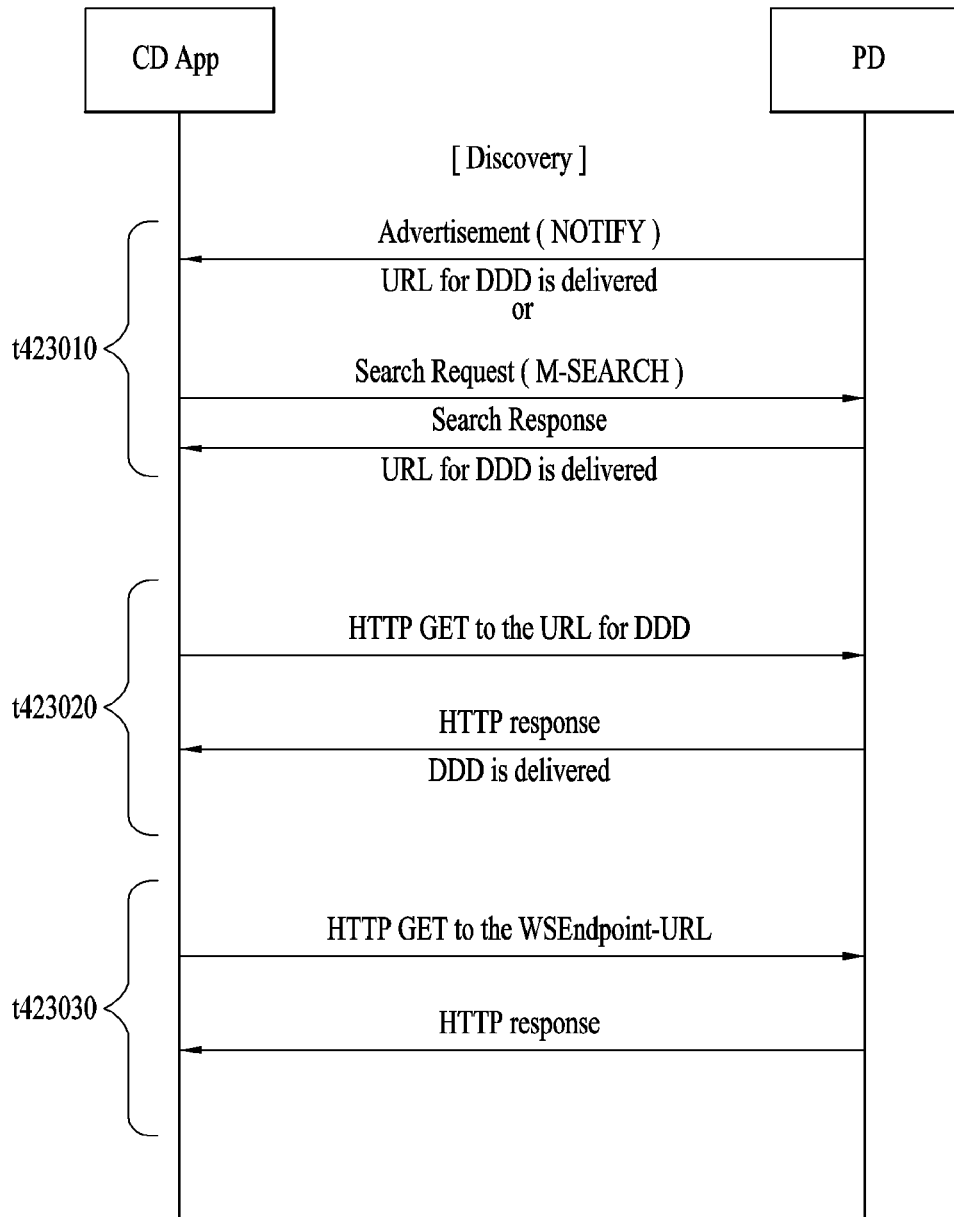 CD App
PD
[ Discovery ]
Advertisement ( NOTIFY )
URL for DDD is delivered
or
t423010
Search Request ( M-SEARCH )
Search Response
URL for DDD is delivered
HTTP GET to the URL for DDD
t423020
HTTP response
DDD is delivered
HTTP GET to the WSEndpoint-URL
t423030
HTTP response